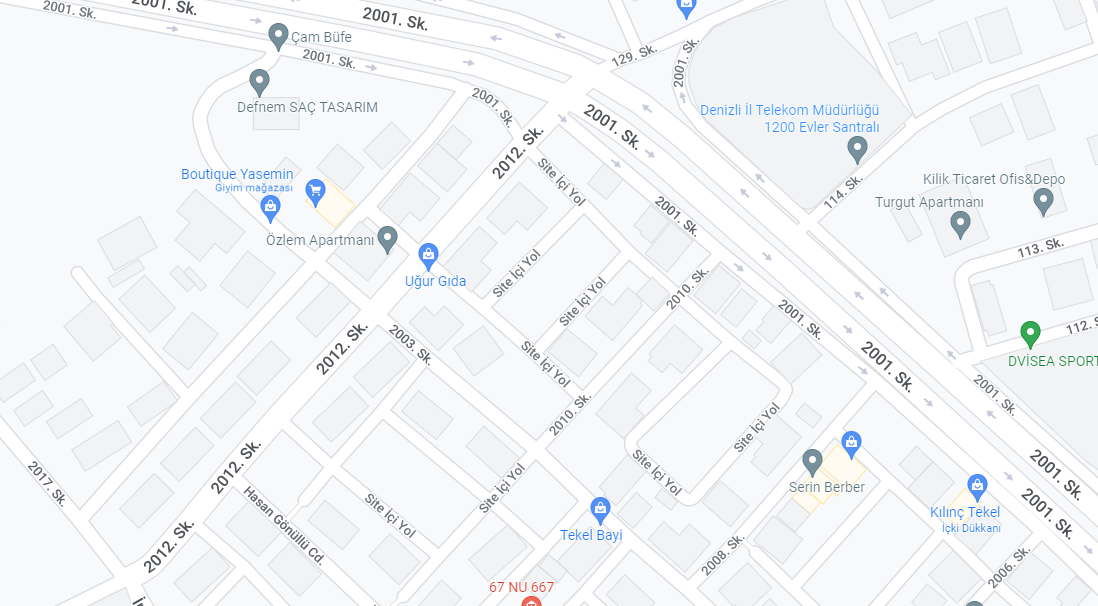 2001. Sk.
2001. Sk.
2001. Sk.
Çam Büfe
2001. Sk.
129. Sk.
2001. Sk.
Defnem SAÇ TASARIM
2001. Sk.
2001. Sk.
Denizli İl Telekom Müdürlüğü
1200 Evler Santralı
2012. Sk.
Site İçi Yol
Boutique Yasemin
Giyim mağazası
114. Sk.
Kilik Ticaret Ofis&Depo
Turgut Apartmanı
2001. Sk.
Özlem Apartmanı
113. Sk.
Uğur Gıda
Site İçi Yol
Site İçi Yol
2010. Sk.
2001. Sk.
112. S
2012. Sk.
2003. Sk.
Site İçi Yol
2001. Sk.
DVİSEA SPORT
2001. Sk.
2010. Sk.
Site İçi Yol
2012. Sk.
2017. Sk.
Site İçi Yol
Site İçi Yol
Serin Berber
2001. Sk.
2001. Sk.
Hasan Gönüllü Cd.
Site İçi Yol
Tekel Bayi
Kılınç Tekel
İçki Dükkanı
2012. Sk.
2008. Sk.
2006. Sk.
67 NU 667